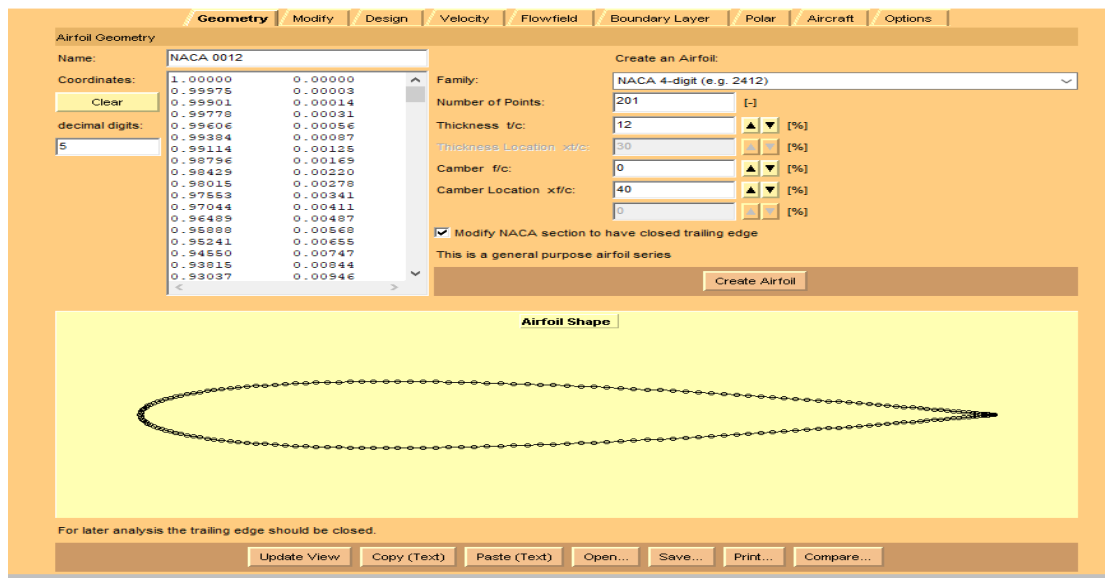 Geometry Modify Design Velocity Flowfield Boundary Layer Polar Aircraft Options
Airfoil Geometry
Name: NACA 0012
Create an Airfoil:
Coordinates:
Clear
decimal digits:
5
1.00000 0.00000
0.99975 0.00003
0.99901 0.00014
0.99778 0.00031
0.99606 0.00056
0.99384 0.00087
0.99114 0.00125
0.98796 0.00169
0.98429 0.00220
0.98015 0.00278
0.97553 0.00341
0.97044 0.00411
0.96489 0.00487
0.95888 0.00568
0.95241 0.00655
0.94550 0.00747
0.93815 0.00844
0.93037 0.00946
Family: NACA 4-digit (e.g. 2412)
Number of Points: 201 [-]
Thickness t/c: 12 [%]
Thickness Location xt/c: 30 [%]
Camber f/c: 0 [%]
Camber Location xf/c: 40 [%]
0 [%]
Modify NACA section to have closed trailing edge
This is a general purpose airfoil series
Create Airfoil
Airfoil Shape
For later analysis the trailing edge should be closed.
Update View Copy (Text) Paste (Text) Open... Save... Print... Compare...